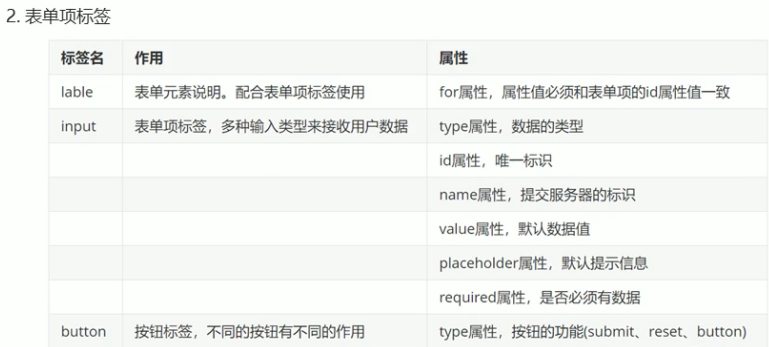 2. 表单项标签
标签名 作用 属性
lable 表单元素说明。配合表单项标签使用 for属性，属性值必须和表单项的id属性值一致
input 表单项标签，多种输入类型来接收用户数据 type属性，数据的类型
id属性，唯一标识
name属性，提交服务器的标识
value属性，默认数据值
placeholder属性，默认提示信息
required属性，是否必须有数据
button 按钮标签，不同的按钮有不同的作用 type属性，按钮的功能(submit、reset、button)